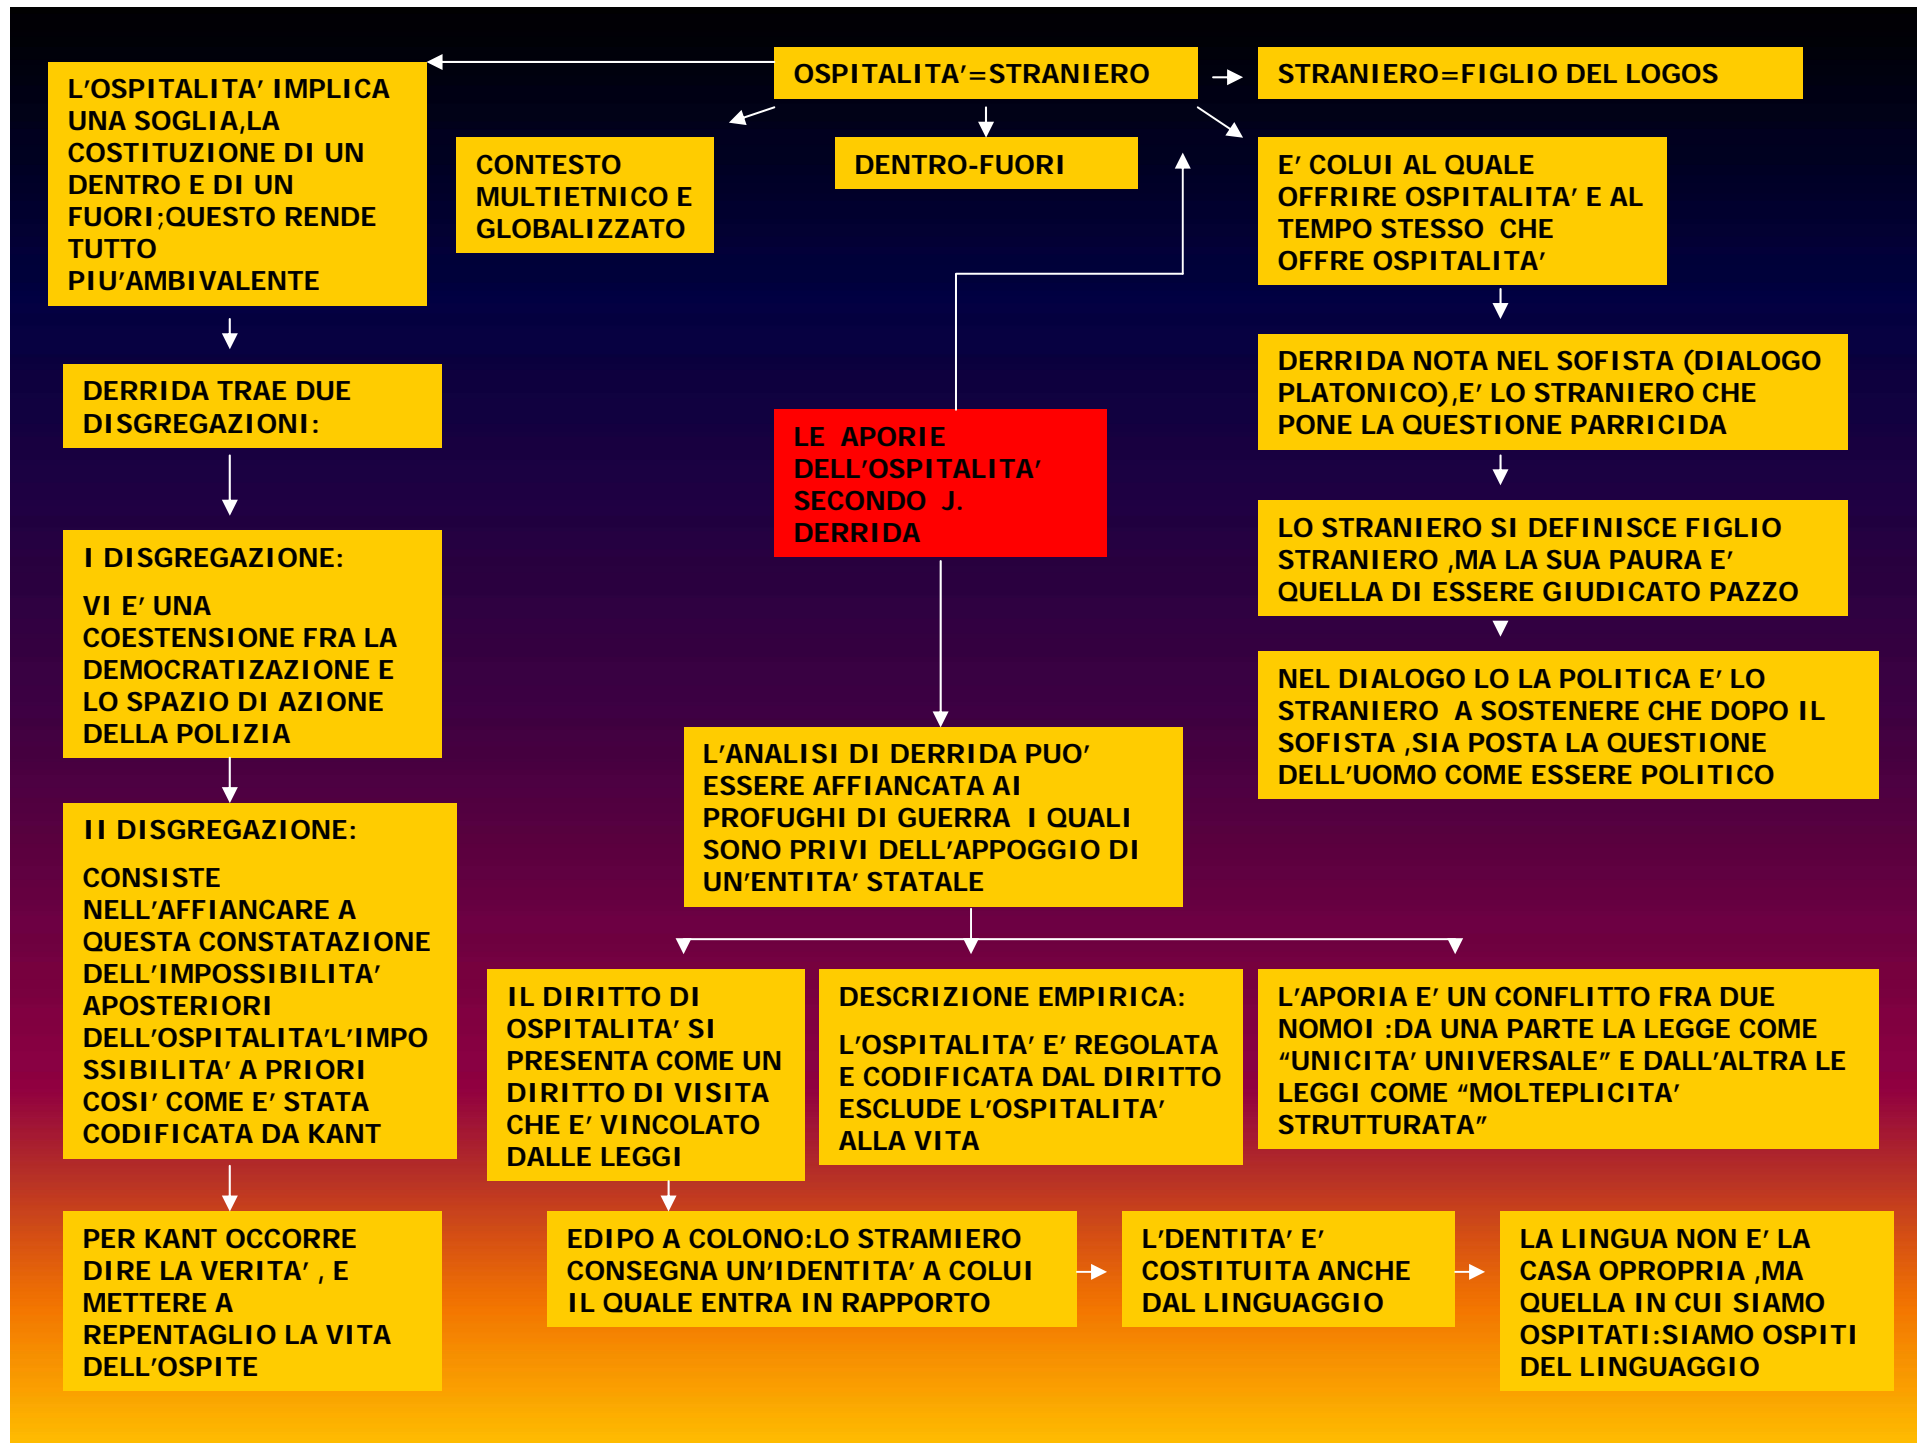 OSPITALITA'=STRANIERO
STRANIERO=FIGLIO DEL LOGOS
L'OSPITALITA' IMPLICA
UNA SOGLIA,LA
COSTITUZIONE DI UN
DENTRO E DI UN
FUORI;QUESTO RENDE
TUTTO
PIU'AMBIVALENTE
CONTESTO
MULTIETNICO E
GLOBALIZZATO
DENTRO-FUORI
E' COLUI AL QUALE
OFFRIRE OSPITALITA' E AL
TEMPO STESSO CHE
OFFRE OSPITALITA'
DERRIDA TRAE DUE
DISGREGAZIONI:
DERRIDA NOTA NEL SOFISTA (DIALOGO
PLATONICO),E' LO STRANIERO CHE
PONE LA QUESTIONE PARRICIDA
LE APORIE
DELL'OSPITALITA'
SECONDO J.
DERRIDA
LO STRANIERO SI DEFINISCE FIGLIO
STRANIERO ,MA LA SUA PAURA E'
QUELLA DI ESSERE GIUDICATO PAZZO
I DISGREGAZIONE:
VI E' UNA
COESTENSIONE FRA LA
DEMOCRATIZAZIONE E
LO SPAZIO DI AZIONE
DELLA POLIZIA
NEL DIALOGO LO LA POLITICA E' LO
STRANIERO A SOSTENERE CHE DOPO IL
SOFISTA ,SIA POSTA LA QUESTIONE
DELL'UOMO COME ESSERE POLITICO
L'ANALISI DI DERRIDA PUO'
ESSERE AFFIANCATA AI
PROFUGHI DI GUERRA I QUALI
SONO PRIVI DELL'APPOGGIO DI
UN'ENTITA' STATALE
II DISGREGAZIONE:
CONSISTE
NELL'AFFIANCARE A
QUESTA CONSTATAZIONE
DELL'IMPOSSIBILITA'
APOSTERIORI
DELL'OSPITALITA'L'IMPO
SSIBILITA' A PRIORI
COSI' COME E' STATA
CODIFICATA DA KANT
IL DIRITTO DI
OSPITALITA' SI
PRESENTA COME UN
DIRITTO DI VISITA
CHE E' VINCOLATO
DALLE LEGGI
DESCRIZIONE EMPIRICA:
L'OSPITALITA' E' REGOLATA
E CODIFICATA DAL DIRITTO
ESCLUDE L'OSPITALITA'
ALLA VITA
L'APORIA E' UN CONFLITTO FRA DUE
NOMOI :DA UNA PARTE LA LEGGE COME
“UNICITA' UNIVERSALE” E DALL'ALTRA LE
LEGGI COME “MOLTEPLICITA'
STRUTTURATA”
PER KANT OCCORRE
DIRE LA VERITA' , E
METTERE A
REPENTAGLIO LA VITA
DELL'OSPITE
EDIPO A COLONO:LO STRAMIERO
CONSEGNA UN'IDENTITA' A COLUI
IL QUALE ENTRA IN RAPPORTO
L'DENTITA' E'
COSTITUITA ANCHE
DAL LINGUAGGIO
LA LINGUA NON E' LA
CASA OPROPRIA ,MA
QUELLA IN CUI SIAMO
OSPITATI:SIAMO OSPITI
DEL LINGUAGGIO